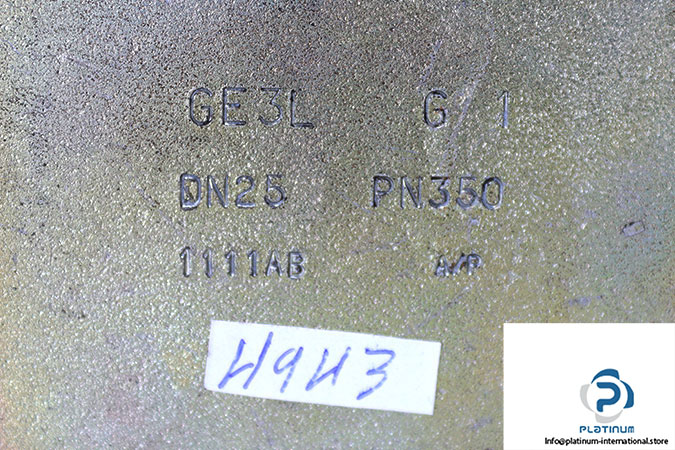 GE3L G 1
DN25 PN350
1111AB A/P
H9H3
PLATINUM
Info@platinum-international.store